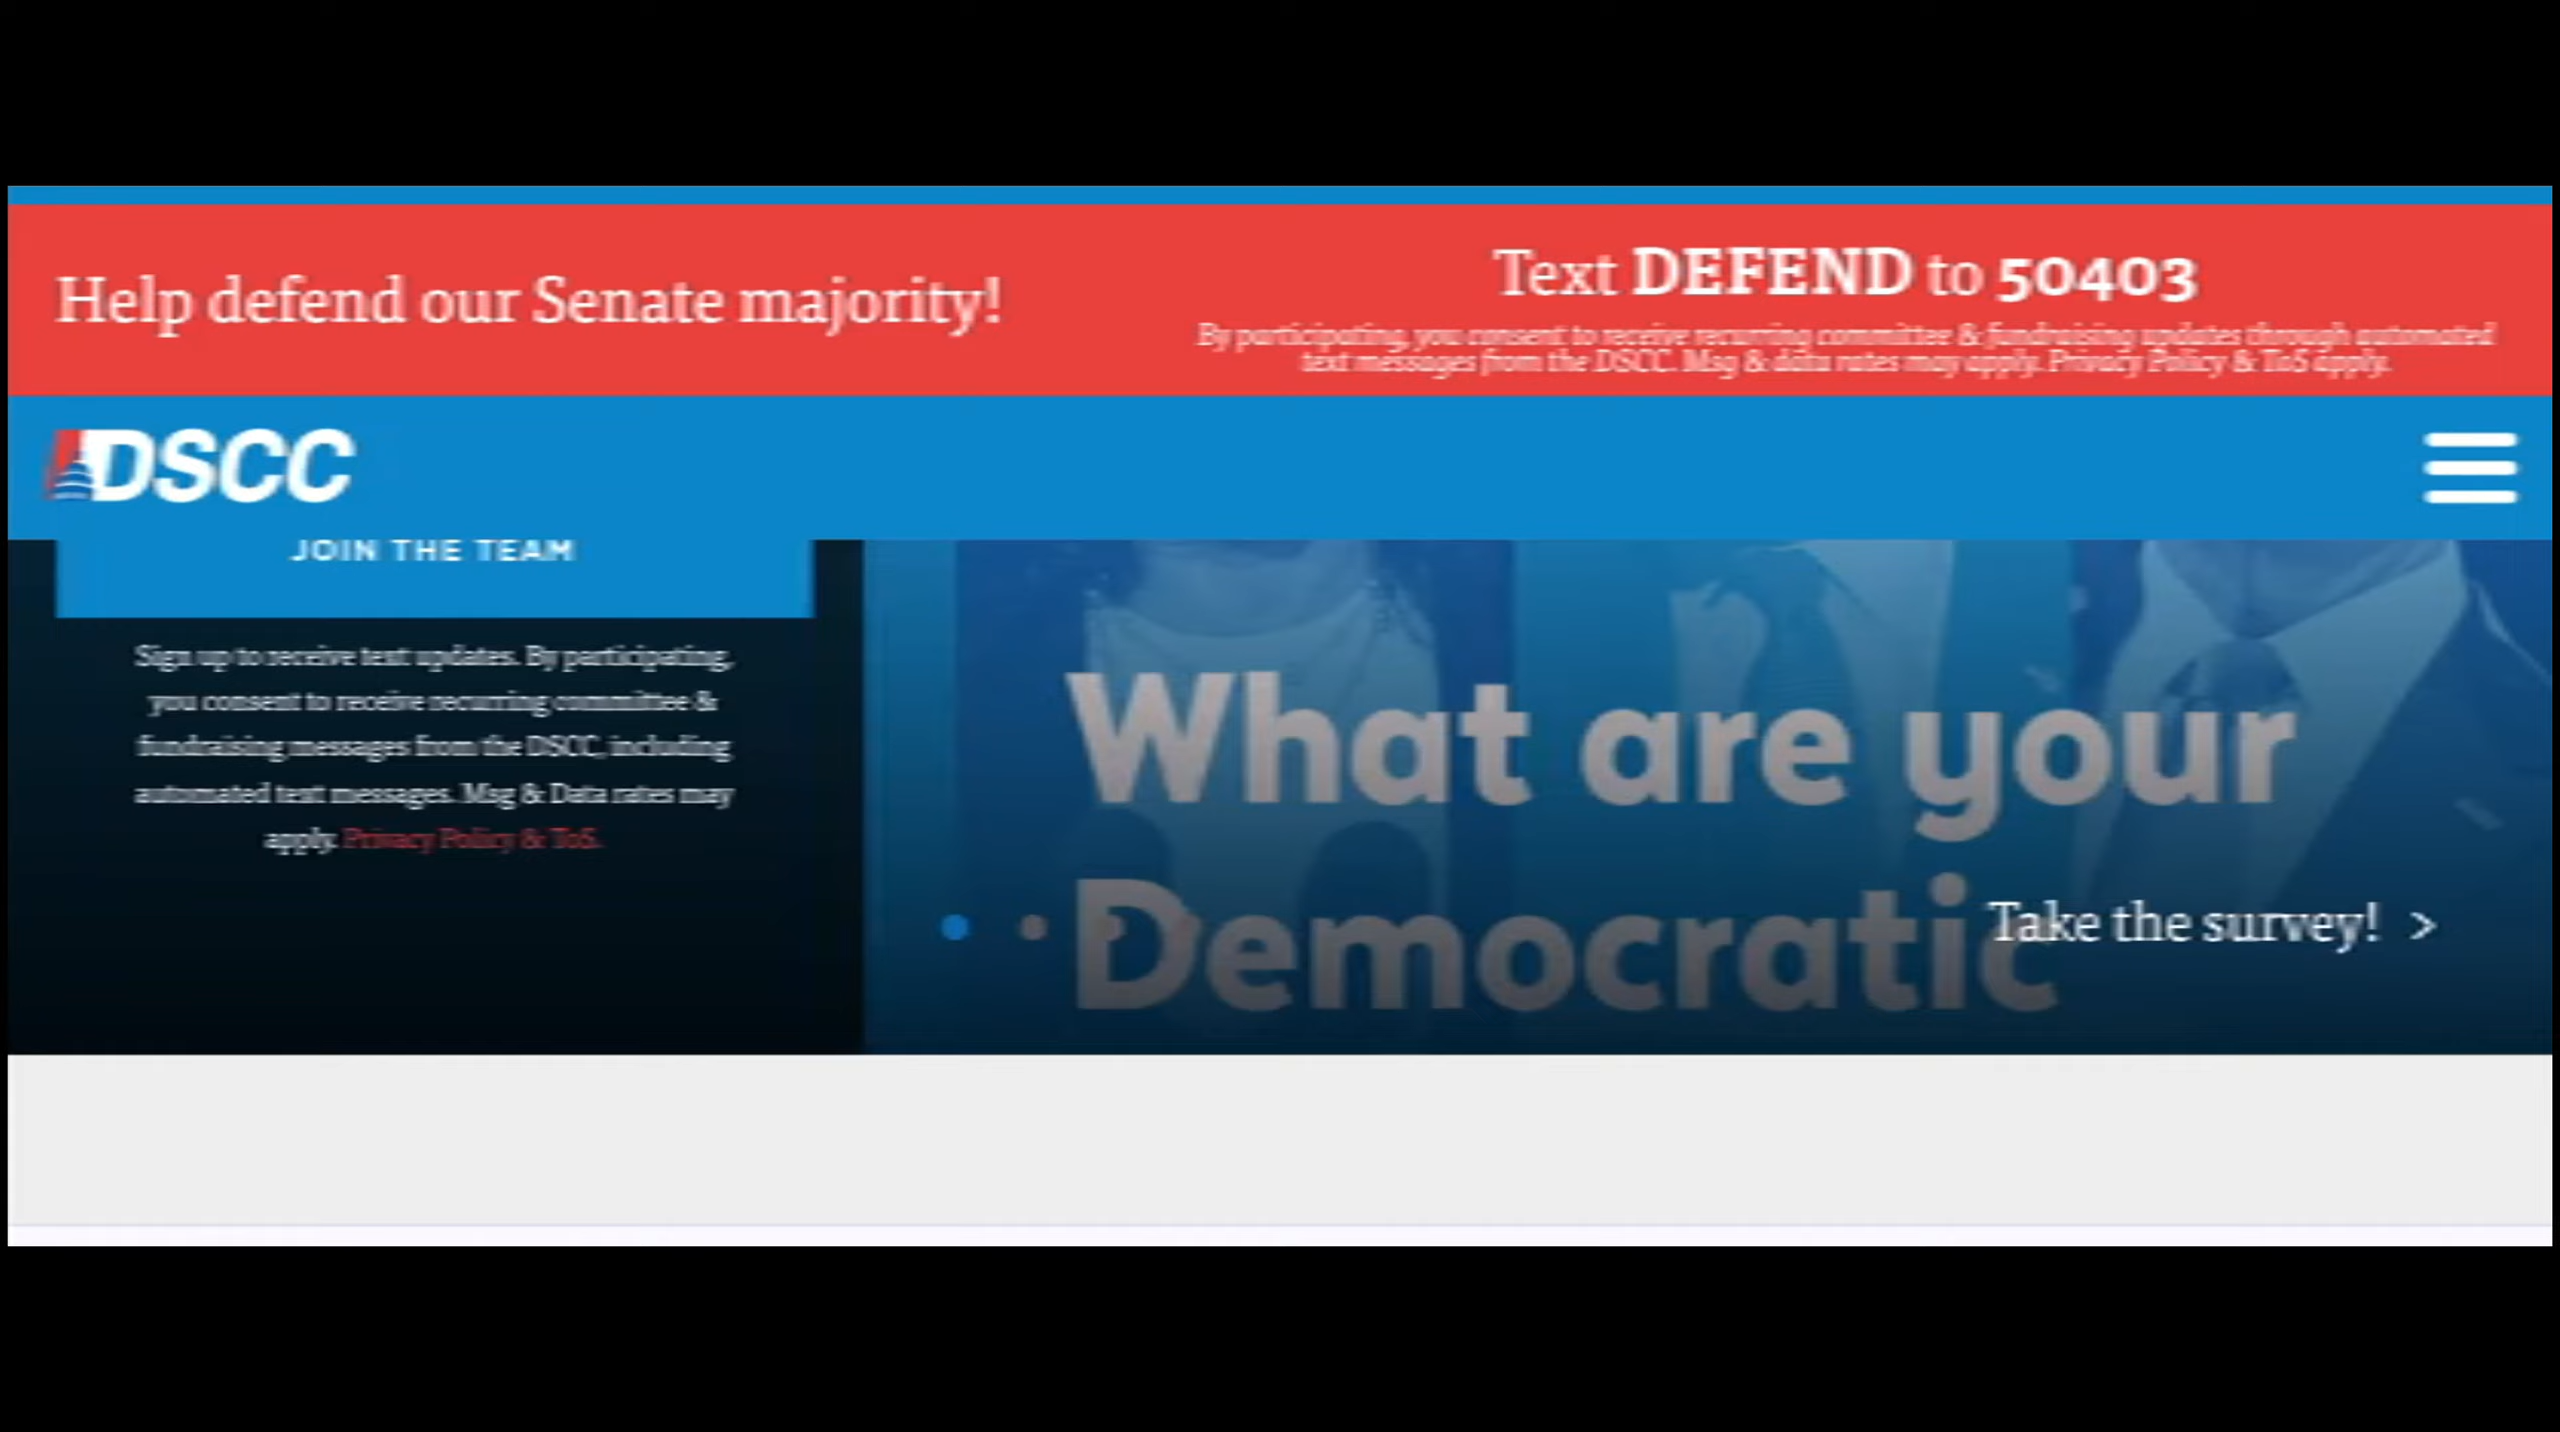 Help defend our Senate majority!
Text DEFEND to 50403
By participating, you consent to receive recurring committee & fundraising updates through automated
text messages from the DSCC. Msg & data rates may apply. Privacy Policy & ToS apply.
DSCC
JOIN THE TEAM
Sign up to receive text updates. By participating,
you consent to receive recurring committee &
fundraising messages from the DSCC, including
automated text messages. Msg & Data rates may
apply. Privacy Policy & ToS.
What are your
Democratic
Take the survey! >